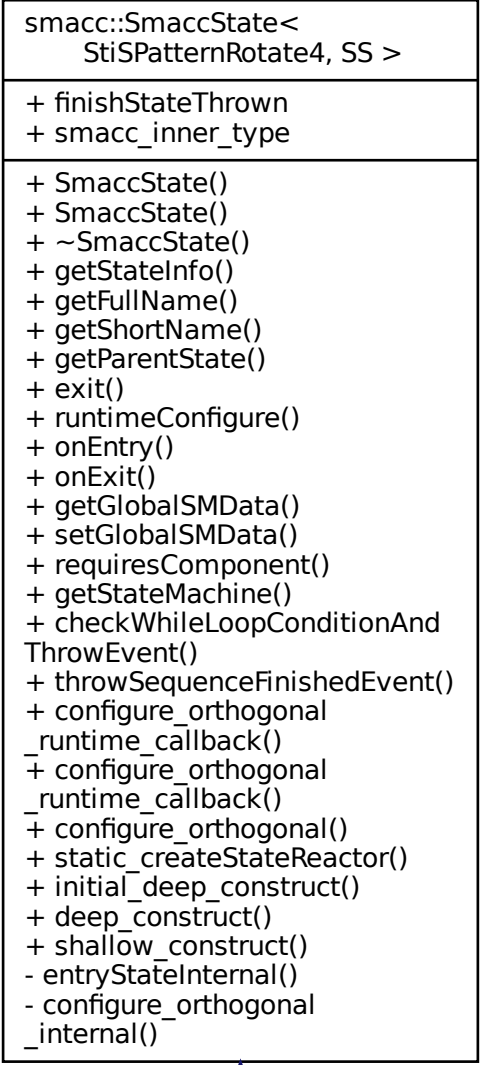 smacc::SmaccState<
StiSPatternRotate4, SS >
+ finishStateThrown
+ smacc_inner_type
+ SmaccState()
+ SmaccState()
+ ~SmaccState()
+ getStateInfo()
+ getFullName()
+ getShortName()
+ getParentState()
+ exit()
+ runtimeConfigure()
+ onEntry()
+ onExit()
+ getGlobalSMData()
+ setGlobalSMData()
+ requiresComponent()
+ getStateMachine()
+ checkWhileLoopConditionAnd
ThrowEvent()
+ throwSequenceFinishedEvent()
+ configure_orthogonal
_runtime_callback()
+ configure_orthogonal
_runtime_callback()
+ configure_orthogonal()
+ static_createStateReactor()
+ initial_deep_construct()
+ deep_construct()
+ shallow_construct()
- entryStateInternal()
- configure_orthogonal
_internal()